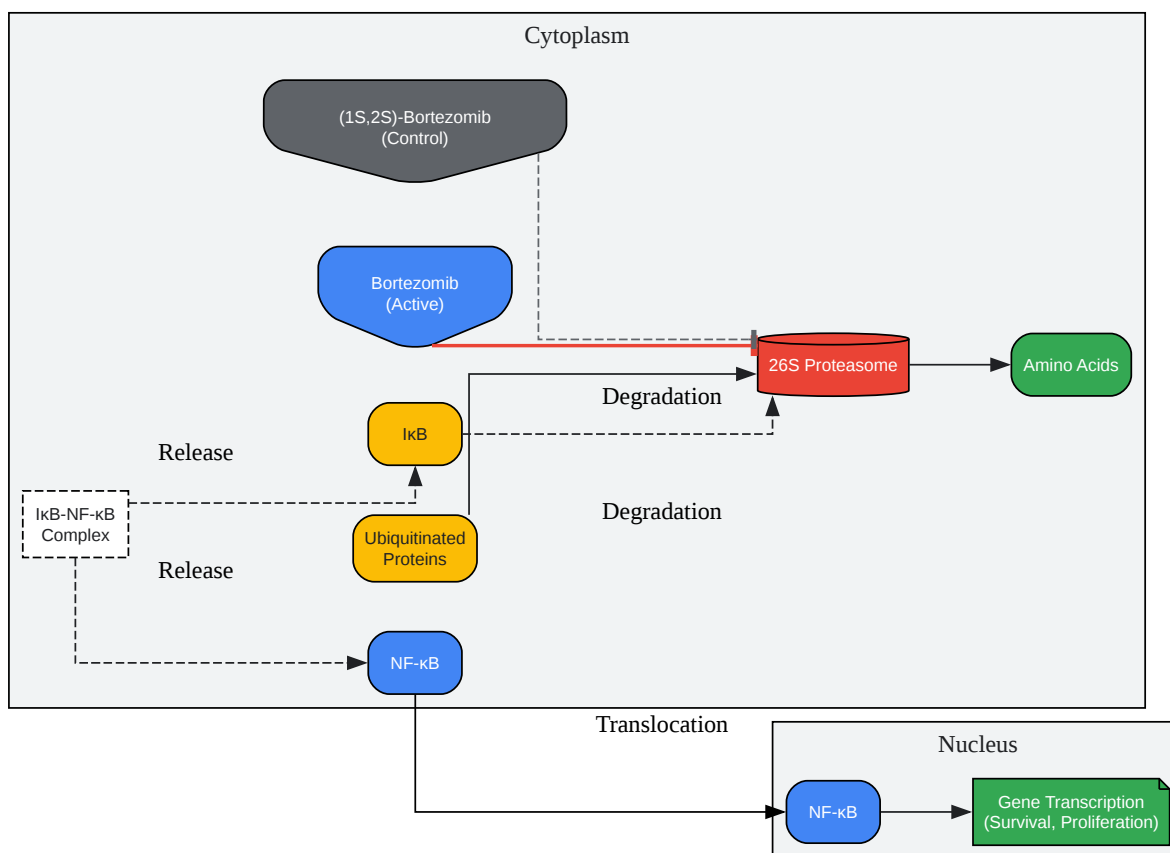 Cytoplasm
(1S,2S)-Bortezomib
(Control)
Bortezomib
(Active)
26S Proteasome
Amino Acids
Degradation
IκB
Release
IκB-NF-κB
Complex
Degradation
Ubiquitinated
Proteins
Release
NF-κB
Translocation
Nucleus
NF-κB
Gene Transcription
(Survival, Proliferation)